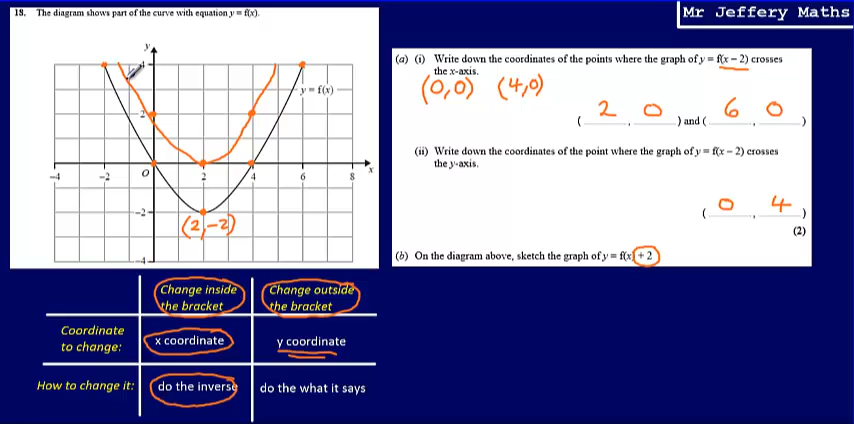 18. The diagram shows part of the curve with equation y = f(x).
Mr Jeffery Maths
y
4
2
O
-2
-4
-4
-2
2
4
6
8
x
y = f(x)
(2,-2)
(a) (i) Write down the coordinates of the points where the graph of y = f(x – 2) crosses
the x-axis.
(0,0) (4,0)
( 2 , 0 ) and ( 6 , 0 )
(ii) Write down the coordinates of the point where the graph of y = f(x – 2) crosses
the y-axis.
( 0 , 4 )
(2)
(b) On the diagram above, sketch the graph of y = f(x) + 2
Change inside
the bracket
Change outside
the bracket
Coordinate
to change:
x coordinate
y coordinate
How to change it:
do the inverse
do the what it says